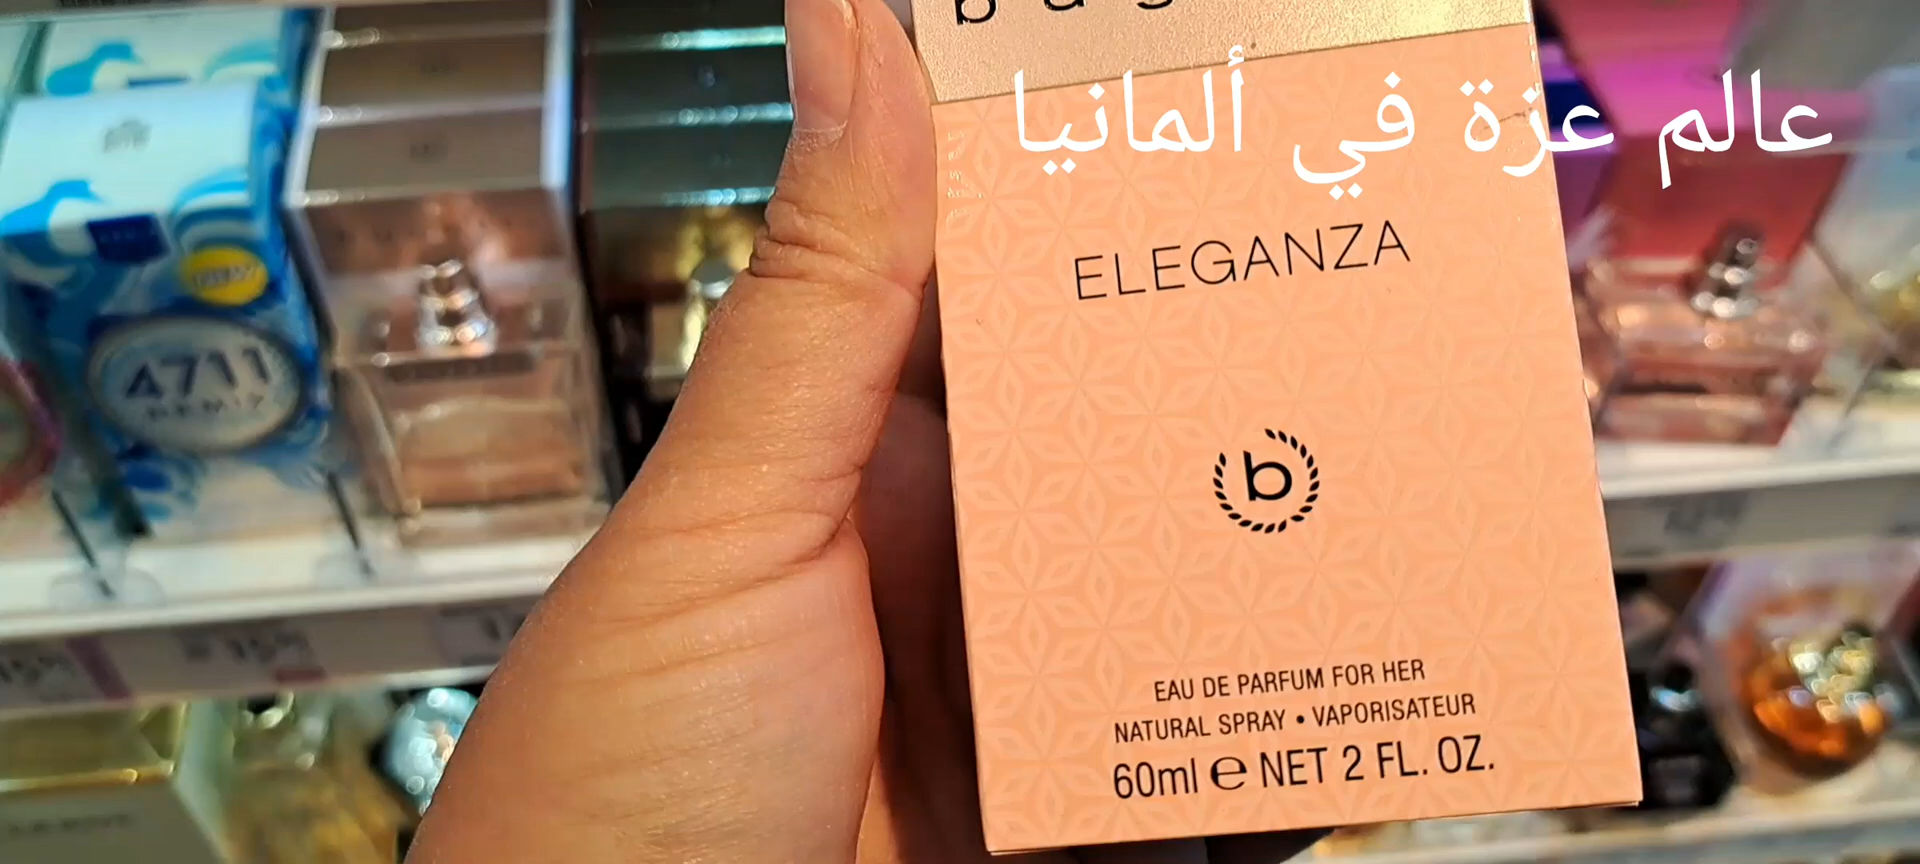 عالم عزة في ألمانيا
ELEGANZA
b
EAU DE PARFUM FOR HER
NATURAL SPRAY • VAPORISATEUR
60ml ℮ NET 2 FL. OZ.
4711